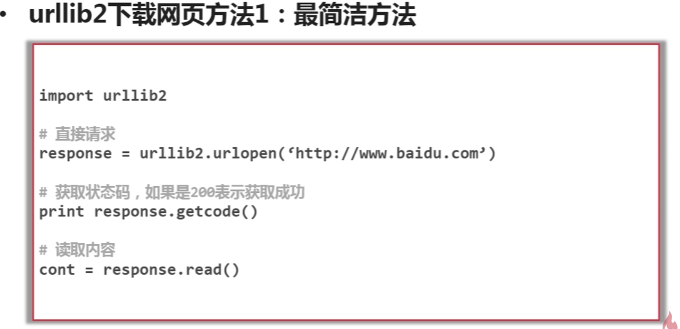 • urllib2下载网页方法1：最简洁方法
import urllib2
# 直接请求
response = urllib2.urlopen(‘http://www.baidu.com’)
# 获取状态码，如果是200表示获取成功
print response.getcode()
# 读取内容
cont = response.read()